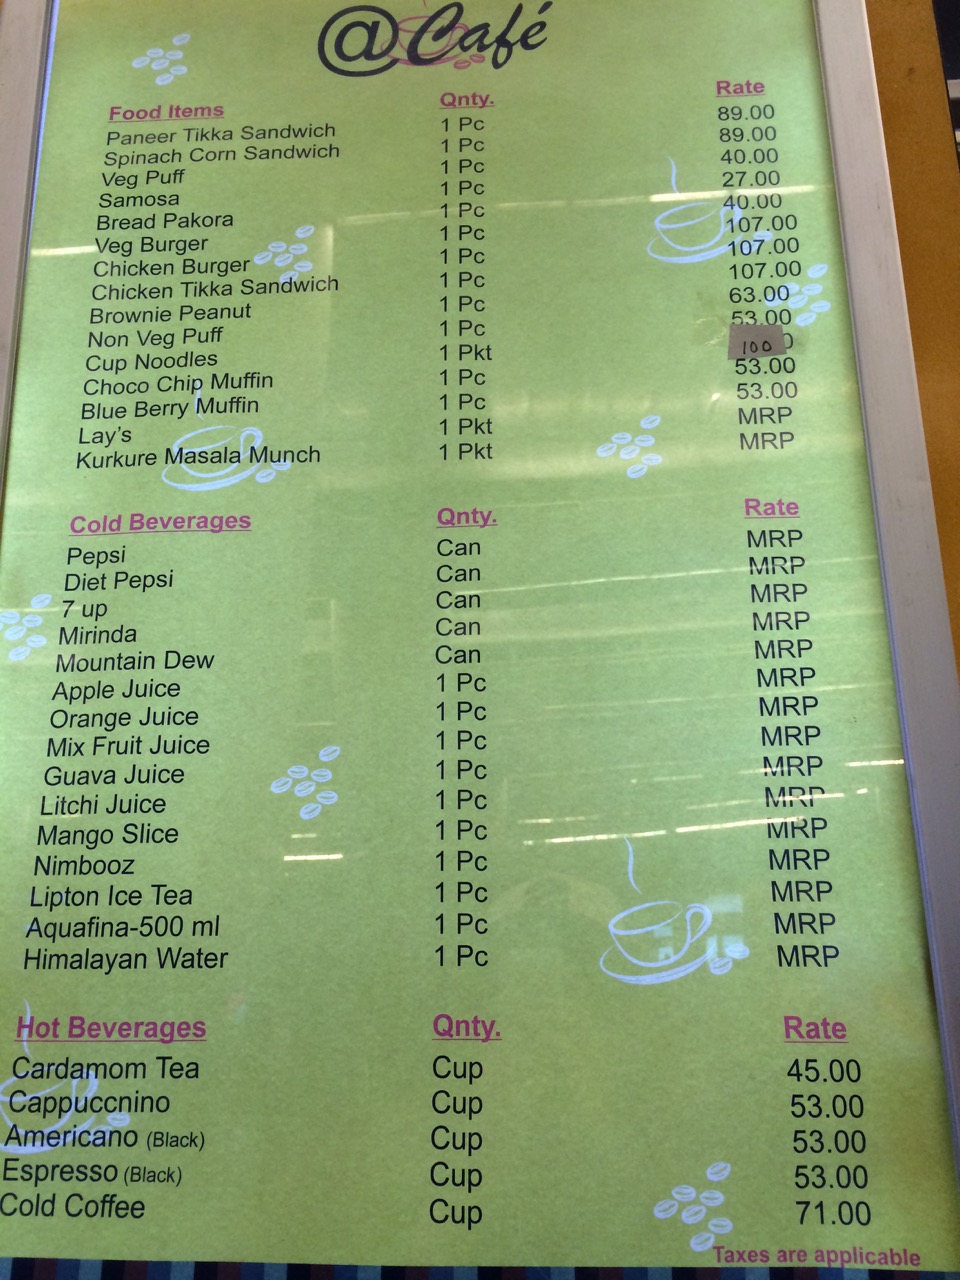 @Café
Food Items Qnty. Rate
Paneer Tikka Sandwich 1 Pc 89.00
Spinach Corn Sandwich 1 Pc 89.00
Veg Puff 1 Pc 40.00
Samosa 1 Pc 27.00
Bread Pakora 1 Pc 40.00
Veg Burger 1 Pc 107.00
Chicken Burger 1 Pc 107.00
Chicken Tikka Sandwich 1 Pc 107.00
Brownie Peanut 1 Pc 63.00
Non Veg Puff 1 Pc 53.00
Cup Noodles 1 Pkt 100
Choco Chip Muffin 1 Pc 53.00
Blue Berry Muffin 1 Pc 53.00
Lay's 1 Pkt MRP
Kurkure Masala Munch 1 Pkt MRP
Cold Beverages Qnty. Rate
Pepsi Can MRP
Diet Pepsi Can MRP
7 up Can MRP
Mirinda Can MRP
Mountain Dew Can MRP
Apple Juice 1 Pc MRP
Orange Juice 1 Pc MRP
Mix Fruit Juice 1 Pc MRP
Guava Juice 1 Pc MRP
Litchi Juice 1 Pc MRP
Mango Slice 1 Pc MRP
Nimbooz 1 Pc MRP
Lipton Ice Tea 1 Pc MRP
Aquafina-500 ml 1 Pc MRP
Himalayan Water 1 Pc MRP
Hot Beverages Qnty. Rate
Cardamom Tea Cup 45.00
Cappuccnino Cup 53.00
Americano (Black) Cup 53.00
Espresso (Black) Cup 53.00
Cold Coffee Cup 71.00
Taxes are applicable